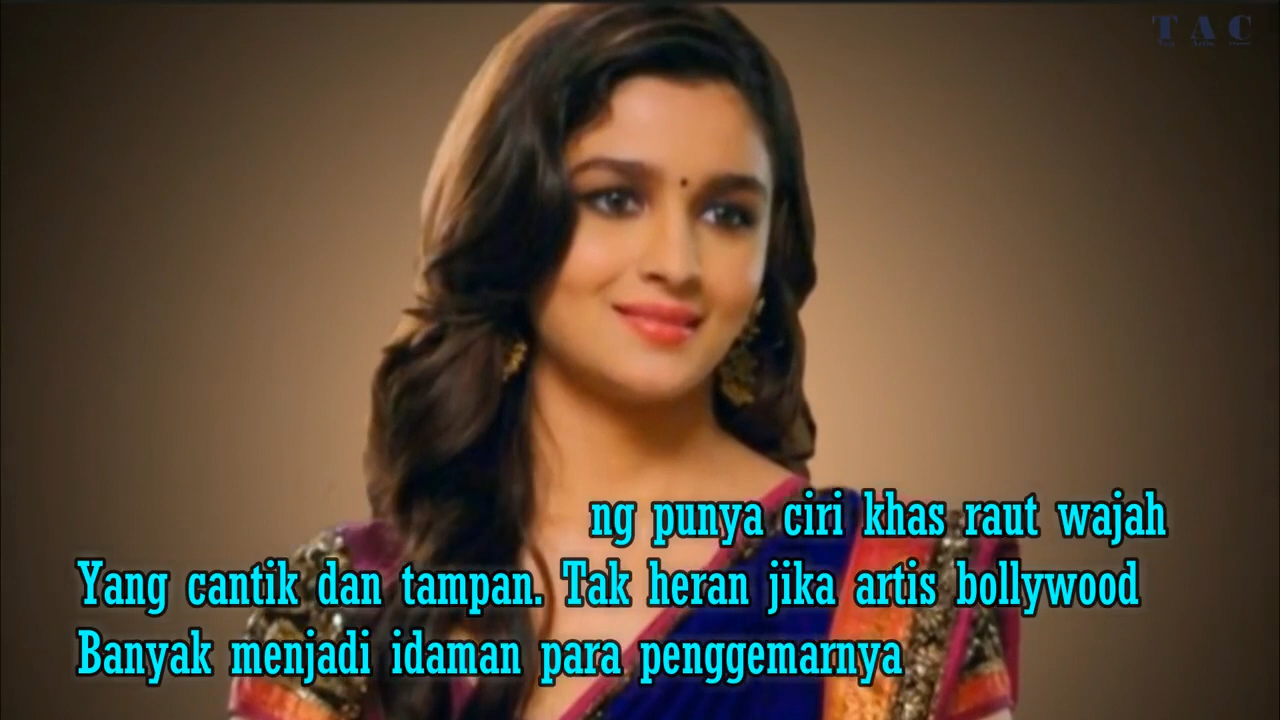 T A C
ng punya ciri khas raut wajah
Yang cantik dan tampan. Tak heran jika artis bollywood
Banyak menjadi idaman para penggemarnya